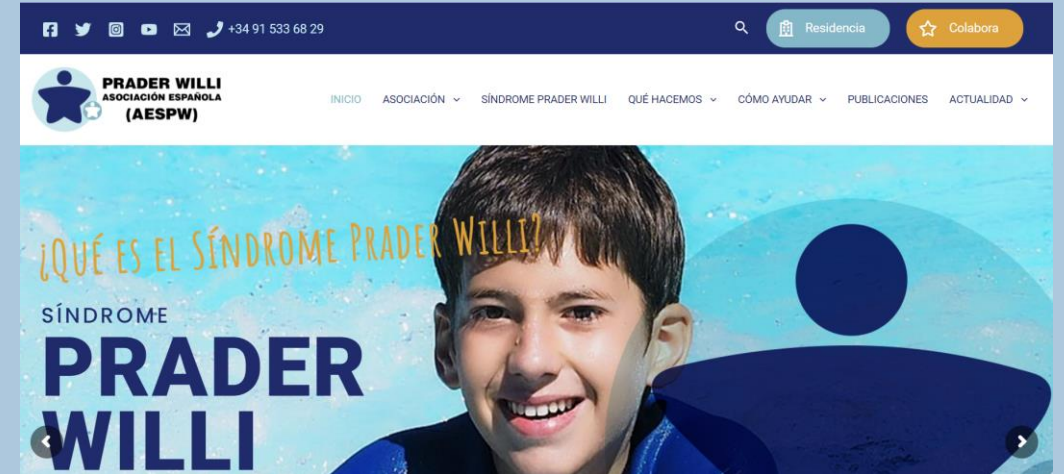 +34 91 533 68 29
Residencia
Colabora
PRADER WILLI
ASOCIACIÓN ESPAÑOLA
(AESPW)
INICIO ASOCIACIÓN SÍNDROME PRADER WILLI QUÉ HACEMOS CÓMO AYUDAR PUBLICACIONES ACTUALIDAD
¿QUÉ ES EL SÍNDROME PRADER WILLI?
SÍNDROME
PRADER
WILLI